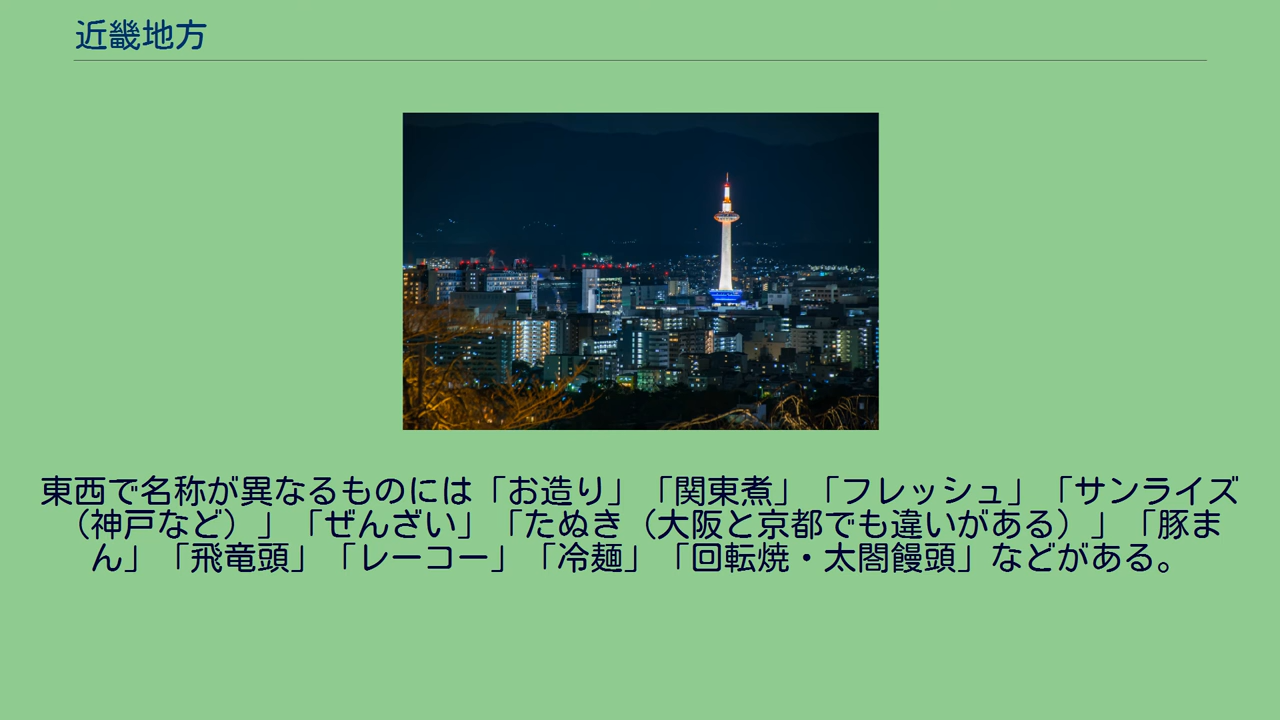 近畿地方
東西で名称が異なるものには「お造り」「関東煮」「フレッシュ」「サンライズ
（神戸など）」「ぜんざい」「たぬき（大阪と京都でも違いがある）」「豚ま
ん」「飛竜頭」「レーコー」「冷麺」「回転焼・太閤饅頭」などがある。